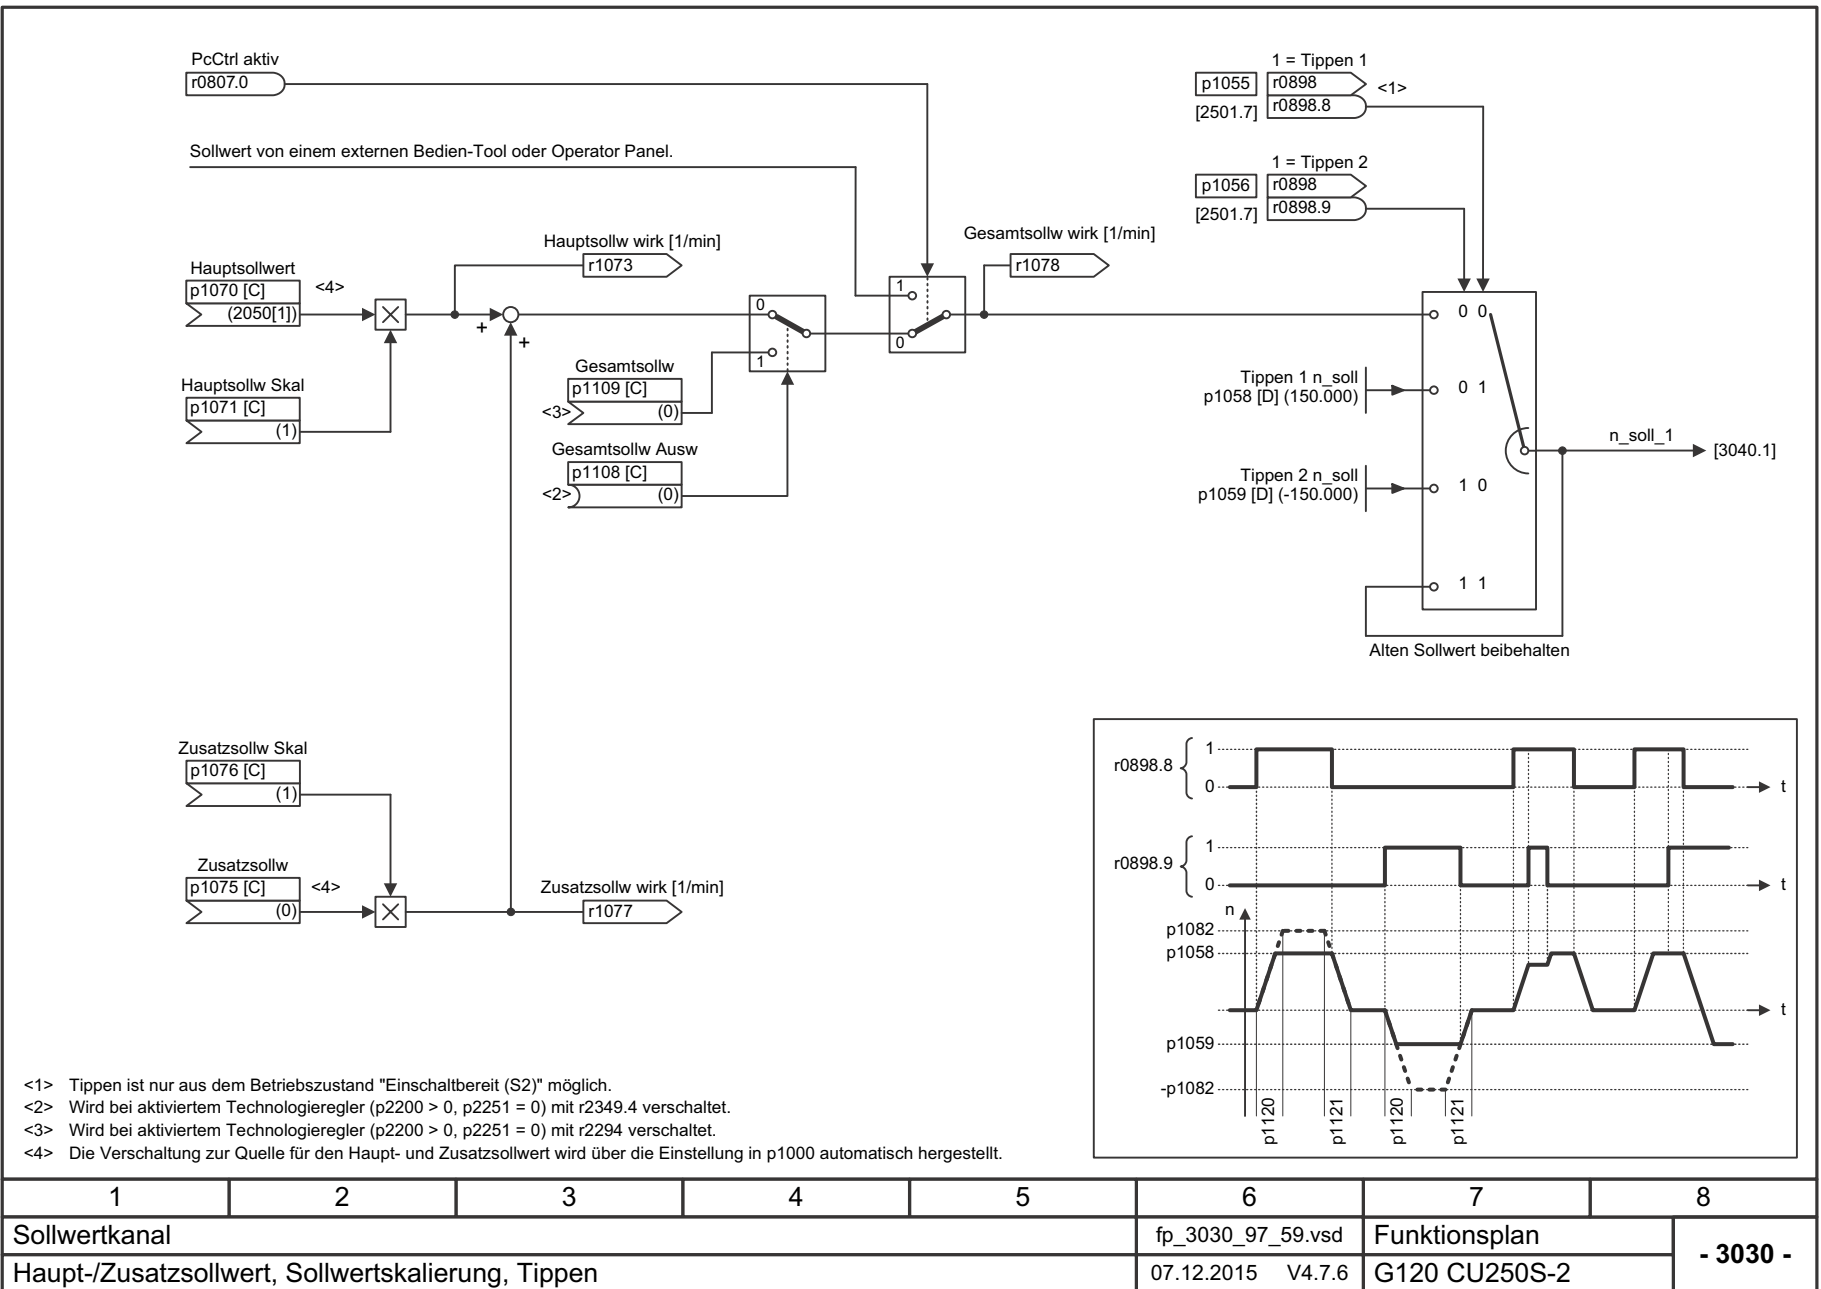 PcCtrl aktiv
r0807.0
Sollwert von einem externen Bedien-Tool oder Operator Panel.
Hauptsollwert
p1070 [C]
<4>
(2050[1])
Hauptsollw Skal
p1071 [C]
(1)
Hauptsollw wirk [1/min]
r1073
+
+
0
1
Gesamtsollw
p1109 [C]
<3>
(0)
Gesamtsollw Ausw
p1108 [C]
<2>
(0)
1
0
Gesamtsollw wirk [1/min]
r1078
1 = Tippen 1
p1055
r0898
<1>
[2501.7]
r0898.8
1 = Tippen 2
p1056
r0898
[2501.7]
r0898.9
0 0
Tippen 1 n_soll
p1058 [D] (150.000)
0 1
Tippen 2 n_soll
p1059 [D] (-150.000)
1 0
1 1
n_soll_1
[3040.1]
Alten Sollwert beibehalten
Zusatzsollw Skal
p1076 [C]
(1)
Zusatzsollw
p1075 [C]
<4>
(0)
Zusatzsollw wirk [1/min]
r1077
r0898.8
1
0
t
r0898.9
1
0
t
n
p1082
p1058
t
p1059
-p1082
p1120
p1121
p1120
p1121
<1> Tippen ist nur aus dem Betriebszustand "Einschaltbereit (S2)" möglich.
<2> Wird bei aktiviertem Technologieregler (p2200 > 0, p2251 = 0) mit r2349.4 verschaltet.
<3> Wird bei aktiviertem Technologieregler (p2200 > 0, p2251 = 0) mit r2294 verschaltet.
<4> Die Verschaltung zur Quelle für den Haupt- und Zusatzsollwert wird über die Einstellung in p1000 automatisch hergestellt.
1 2 3 4 5 6 7 8
Sollwertkanal
fp_3030_97_59.vsd
Funktionsplan
- 3030 -
Haupt-/Zusatzsollwert, Sollwertskalierung, Tippen
07.12.2015 V4.7.6
G120 CU250S-2